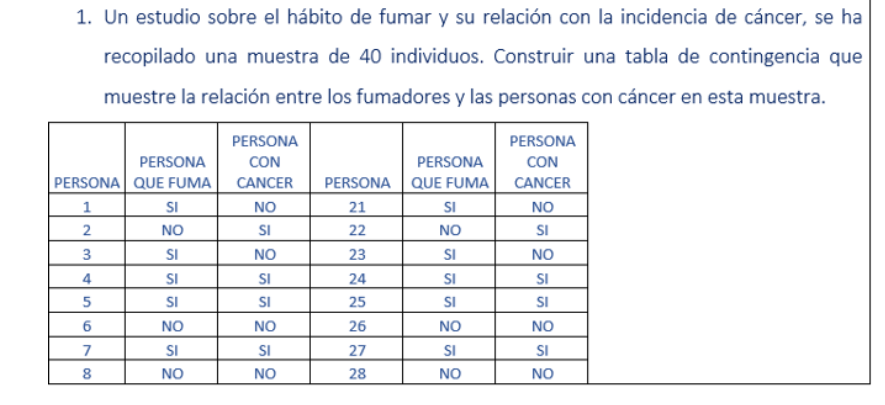 1. Un estudio sobre el hábito de fumar y su relación con la incidencia de cáncer, se ha
recopilado una muestra de 40 individuos. Construir una tabla de contingencia que
muestre la relación entre los fumadores y las personas con cáncer en esta muestra.
PERSONA PERSONA QUE FUMA PERSONA CON CANCER PERSONA PERSONA QUE FUMA PERSONA CON CANCER
1 SI NO 21 SI NO
2 NO SI 22 NO SI
3 SI NO 23 SI NO
4 SI SI 24 SI SI
5 SI SI 25 SI SI
6 NO NO 26 NO NO
7 SI SI 27 SI SI
8 NO NO 28 NO NO